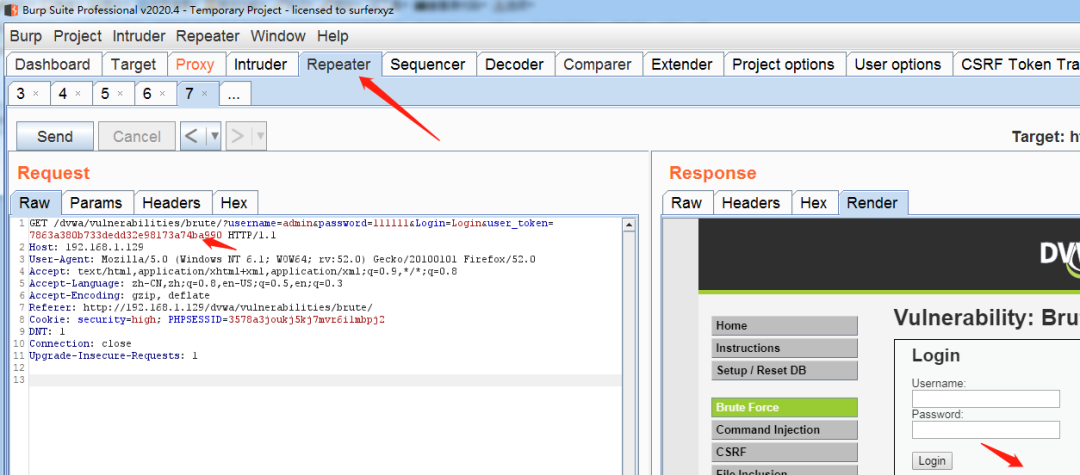 Burp Suite Professional v2020.4 - Temporary Project - licensed to surferxyz
Burp Project Intruder Repeater Window Help
Dashboard Target Proxy Intruder Repeater Sequencer Decoder Comparer Extender Project options User options CSRF Token Tra
3 × 4 × 5 × 6 × 7 × ...
Send Cancel < ▼ > ▼ Target: h
Request
Raw Params Headers Hex
1 GET /dvwa/vulnerabilities/brute/?username=admin&password=111111&Login=Login&user_token=
7863a380b733dedd32e98173a74ba990 HTTP/1.1
2 Host: 192.168.1.129
3 User-Agent: Mozilla/5.0 (Windows NT 6.1; WOW64; rv:52.0) Gecko/20100101 Firefox/52.0
4 Accept: text/html,application/xhtml+xml,application/xml;q=0.9,*/*;q=0.8
5 Accept-Language: zh-CN,zh;q=0.8,en-US;q=0.5,en;q=0.3
6 Accept-Encoding: gzip, deflate
7 Referer: http://192.168.1.129/dvwa/vulnerabilities/brute/
8 Cookie: security=high; PHPSESSID=3578a3joukj5kj7mvr6i1mbpj2
9 DNT: 1
10 Connection: close
11 Upgrade-Insecure-Requests: 1
12
13
Response
Raw Headers Hex Render
DVW
Home
Instructions
Setup / Reset DB
Brute Force
Command Injection
CSRF
File Inclusion
Vulnerability: Bru
Login
Username:
Password:
Login